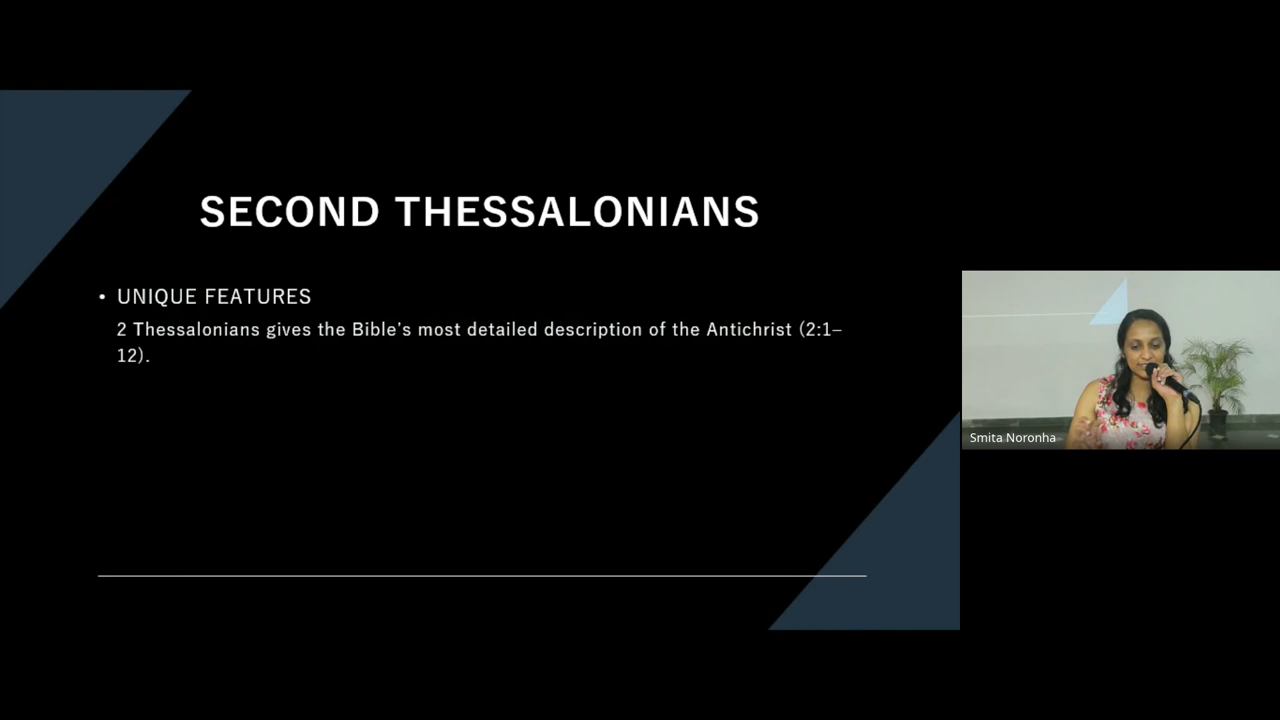 SECOND THESSALONIANS
• UNIQUE FEATURES
2 Thessalonians gives the Bible's most detailed description of the Antichrist (2:1–
12).
Smita Noronha